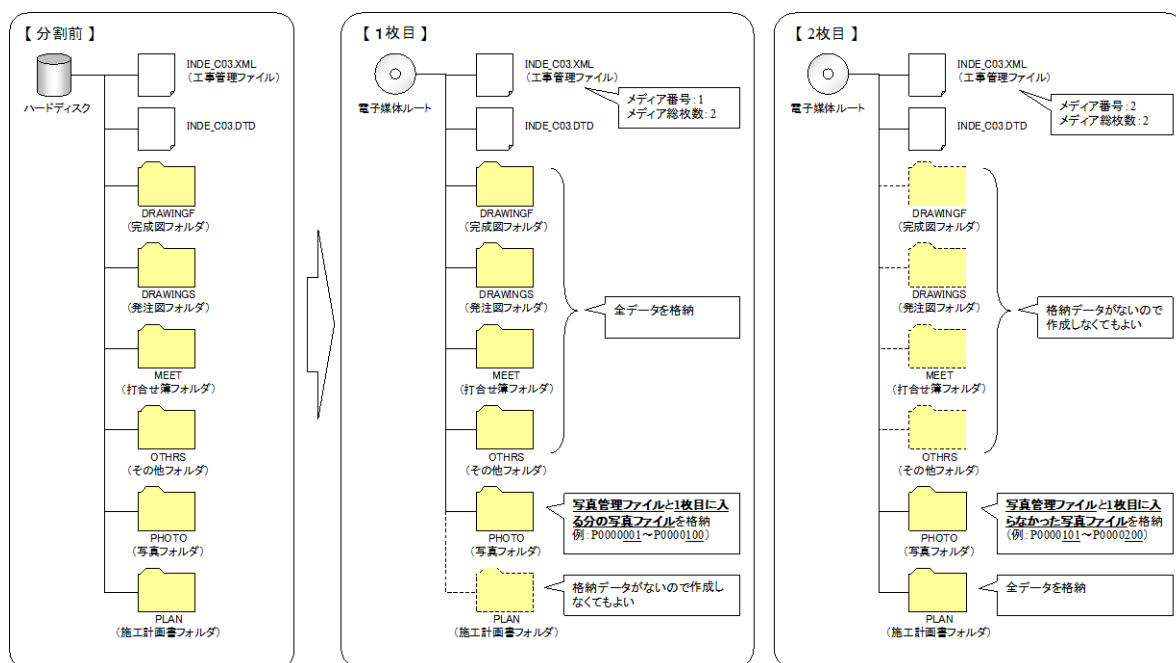 【 分割前 】
ハードディスク
INDE_C03.XML
(工事管理ファイル)
INDE_C03.DTD
DRAWINGF
(完成図フォルダ)
DRAWINGS
(発注図フォルダ)
MEET
(打合せ簿フォルダ)
OTHRS
(その他フォルダ)
PHOTO
(写真フォルダ)
PLAN
(施工計画書フォルダ)
【 1枚目 】
電子媒体ルート
INDE_C03.XML
(工事管理ファイル)
メディア番号:1
メディア総枚数:2
INDE_C03.DTD
DRAWINGF
(完成図フォルダ)
DRAWINGS
(発注図フォルダ)
全データを格納
MEET
(打合せ簿フォルダ)
OTHRS
(その他フォルダ)
写真管理ファイルと1枚目に入
る分の写真ファイルを格納
例:P0000001～P0000100)
PHOTO
(写真フォルダ)
格納データがないので作成し
なくてもよい
PLAN
(施工計画書フォルダ)
【 2枚目 】
電子媒体ルート
INDE_C03.XML
(工事管理ファイル)
メディア番号:2
メディア総枚数:2
INDE_C03.DTD
DRAWINGF
(完成図フォルダ)
DRAWINGS
(発注図フォルダ)
格納データがないので
作成しなくてもよい
MEET
(打合せ簿フォルダ)
OTHRS
(その他フォルダ)
写真管理ファイルと1枚目に入
らなかった写真ファイルを格納
(例:P0000101～P0000200)
PHOTO
(写真フォルダ)
全データを格納
PLAN
(施工計画書フォルダ)